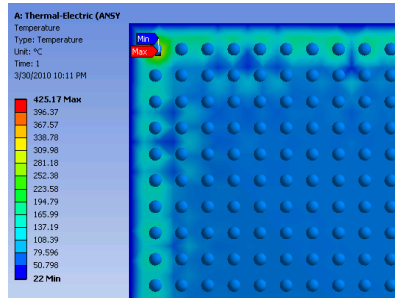 A: Thermal-Electric (ANSY
Temperature
Type: Temperature
Unit: °C
Time: 1
3/30/2010 10:11 PM
425.17 Max
396.37
367.57
338.78
309.98
281.18
252.38
223.58
194.79
165.99
137.19
108.39
79.596
50.798
22 Min
Min
Max